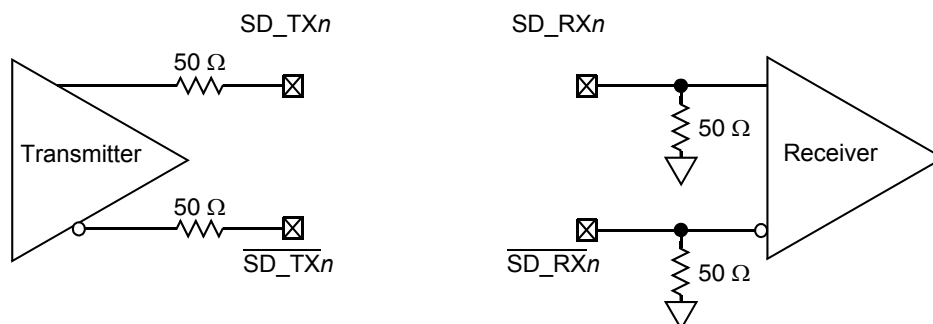 SD_TXn
SD_RXn
50 Ω
50 Ω
Transmitter
Receiver
50 Ω
SD_TXn
SD_RXn
50 Ω